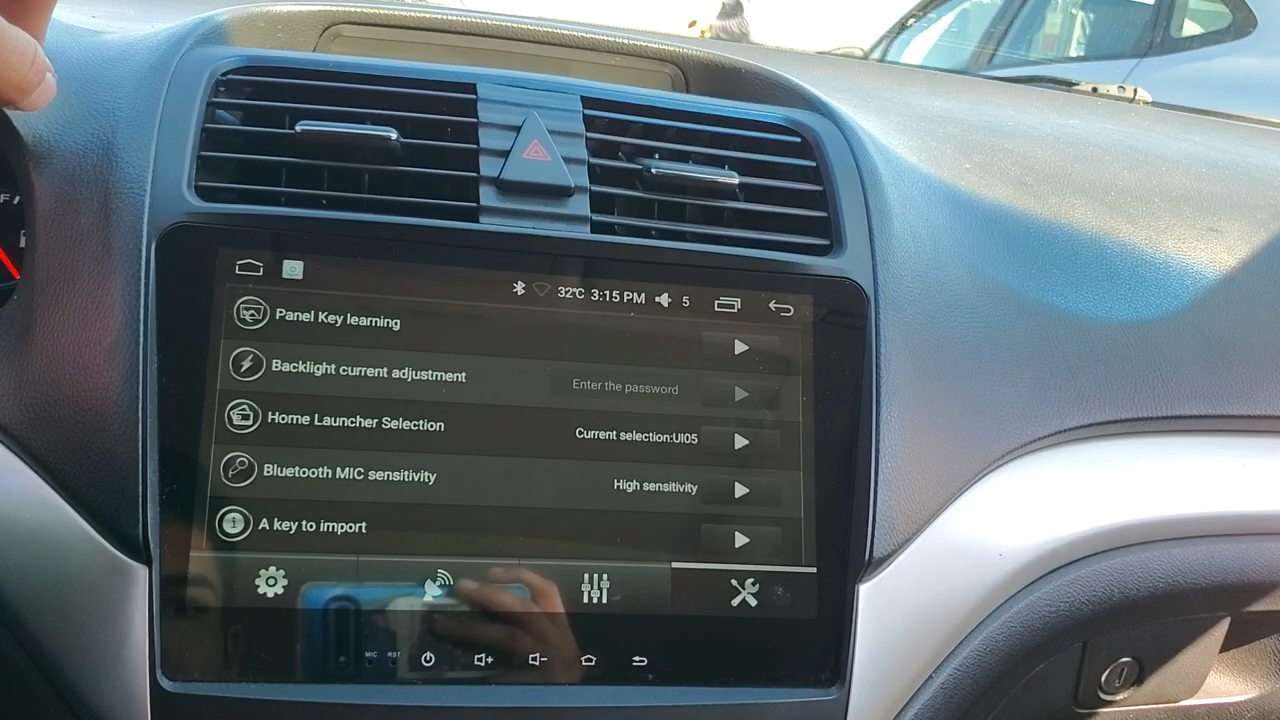 32°C 3:15 PM 5
Panel Key learning
Backlight current adjustment Enter the password
Home Launcher Selection Current selection:UI05
Bluetooth MIC sensitivity High sensitivity
A key to import
MIC RST
F